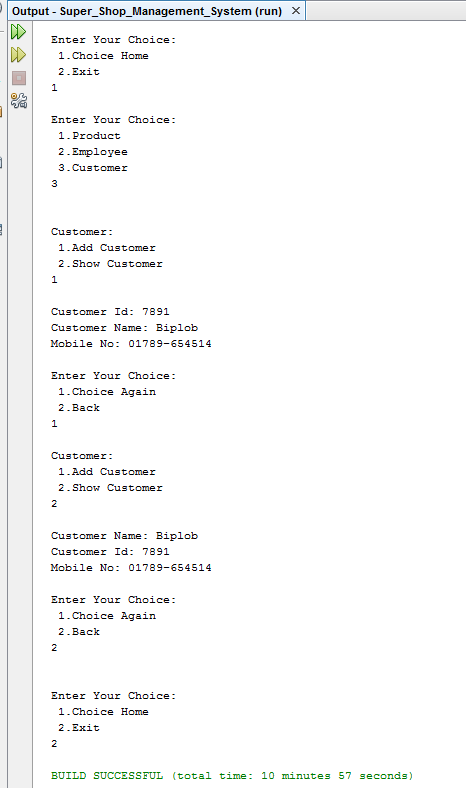 Output - Super_Shop_Management_System (run)
Enter Your Choice:
1.Choice Home
2.Exit
1
Enter Your Choice:
1.Product
2.Employee
3.Customer
3
Customer:
1.Add Customer
2.Show Customer
1
Customer Id: 7891
Customer Name: Biplob
Mobile No: 01789-654514
Enter Your Choice:
1.Choice Again
2.Back
1
Customer:
1.Add Customer
2.Show Customer
2
Customer Name: Biplob
Customer Id: 7891
Mobile No: 01789-654514
Enter Your Choice:
1.Choice Again
2.Back
2
Enter Your Choice:
1.Choice Home
2.Exit
2
BUILD SUCCESSFUL (total time: 10 minutes 57 seconds)